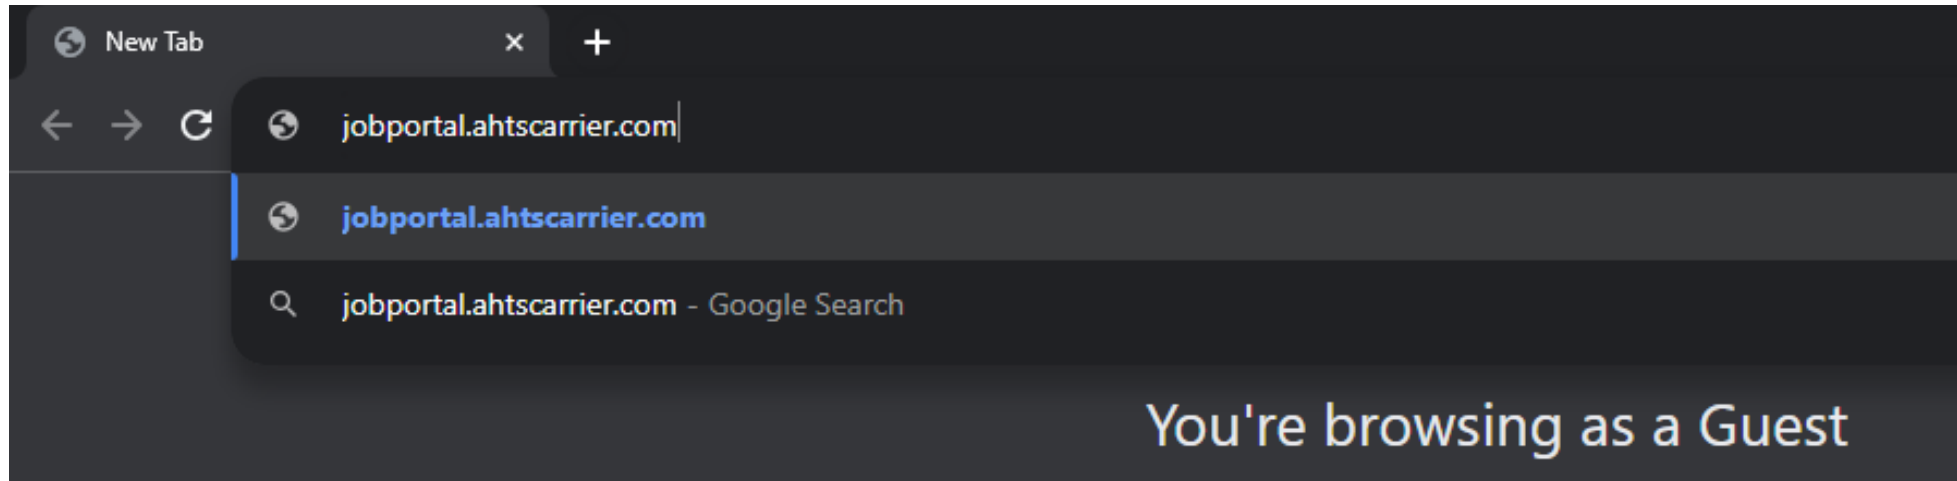 New Tab
jobportal.ahtscarrier.com
jobportal.ahtscarrier.com
jobportal.ahtscarrier.com - Google Search
You're browsing as a Guest